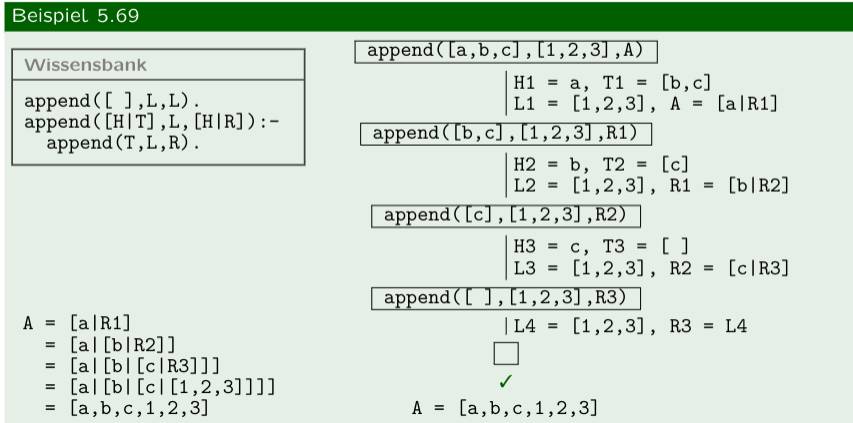 Beispiel 5.69
Wissensbank
append([ ],L,L).
append([H|T],L,[H|R]):-
append(T,L,R).
append([a,b,c],[1,2,3],A)
H1 = a, T1 = [b,c]
L1 = [1,2,3], A = [a|R1]
append([b,c],[1,2,3],R1)
H2 = b, T2 = [c]
L2 = [1,2,3], R1 = [b|R2]
append([c],[1,2,3],R2)
H3 = c, T3 = [ ]
L3 = [1,2,3], R2 = [c|R3]
append([ ],[1,2,3],R3)
L4 = [1,2,3], R3 = L4
✓
A = [a,b,c,1,2,3]
A = [a|R1]
= [a|[b|R2]]
= [a|[b|[c|R3]]]
= [a|[b|[c|[1,2,3]]]]
= [a,b,c,1,2,3]